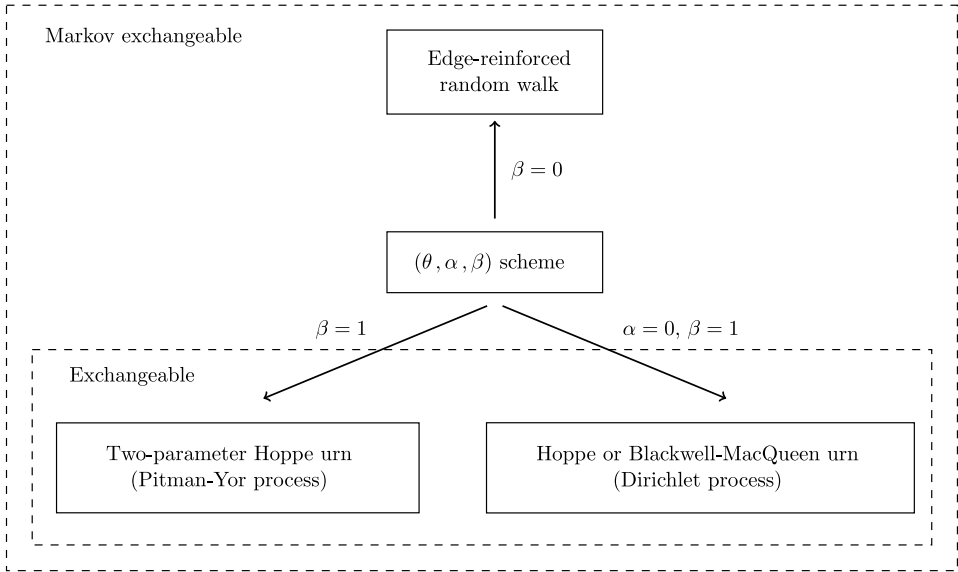 Markov exchangeable
Edge-reinforced
random walk
β = 0
(θ, α, β) scheme
β = 1
α = 0, β = 1
Exchangeable
Two-parameter Hoppe urn
(Pitman-Yor process)
Hoppe or Blackwell-MacQueen urn
(Dirichlet process)